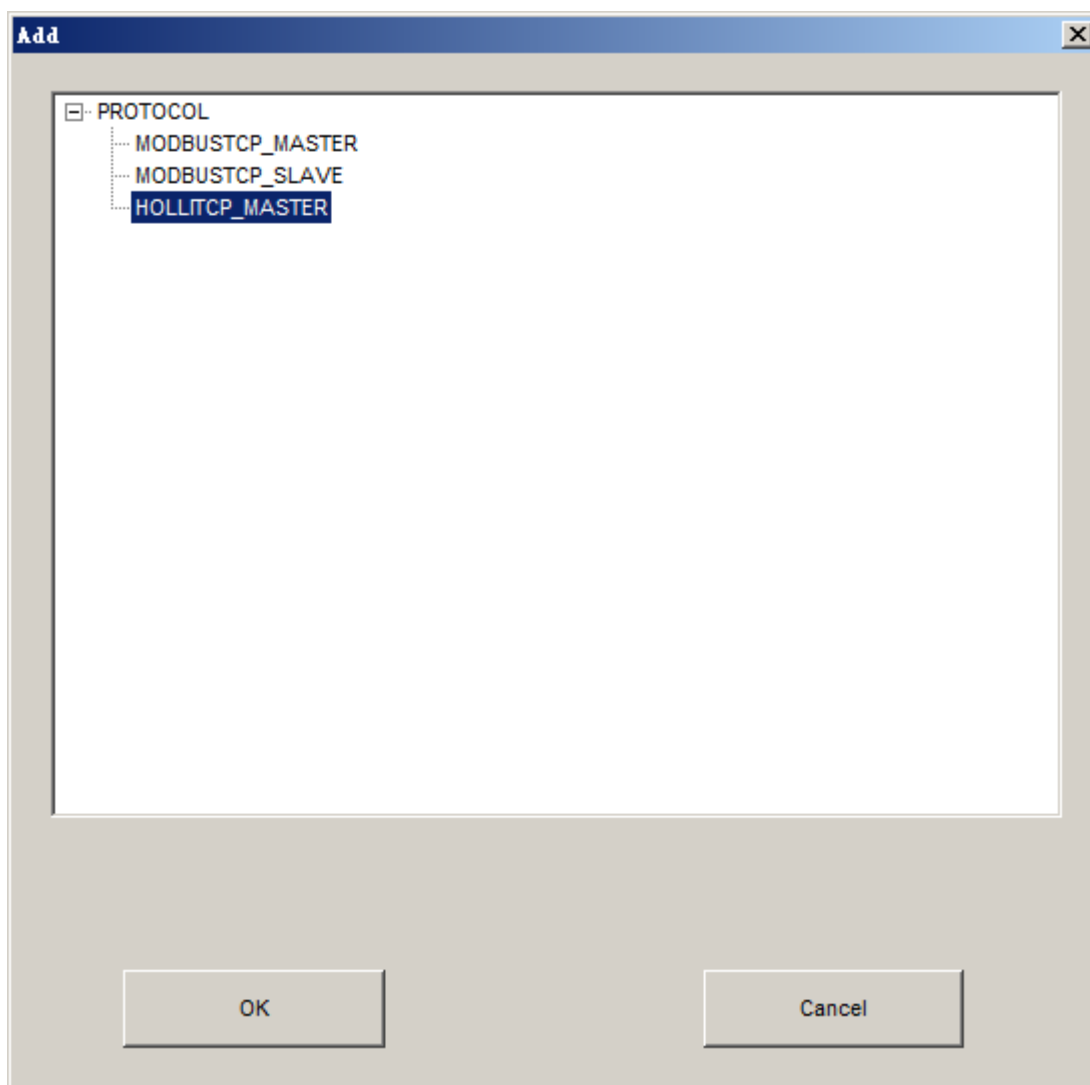 Add
PROTOCOL
MODBUSTCP_MASTER
MODBUSTCP_SLAVE
HOLLITCP_MASTER
OK
Cancel